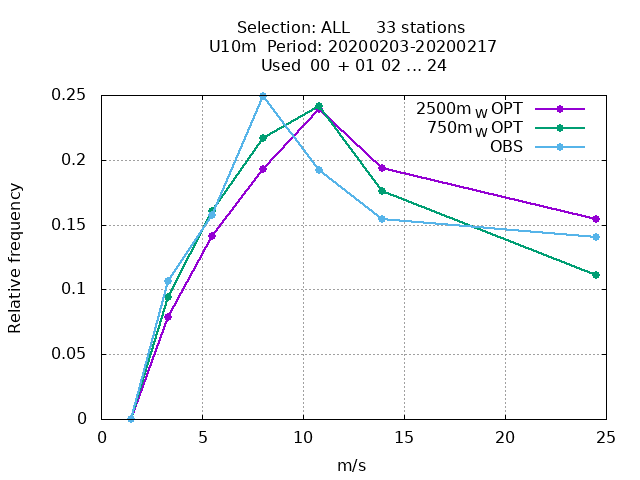 Selection: ALL 33 stations
U10m Period: 20200203-20200217
Used 00 + 01 02 ... 24
2500m W OPT
750m W OPT
OBS
Relative frequency
0.25
0.2
0.15
0.1
0.05
0
0 5 10 15 20 25
m/s